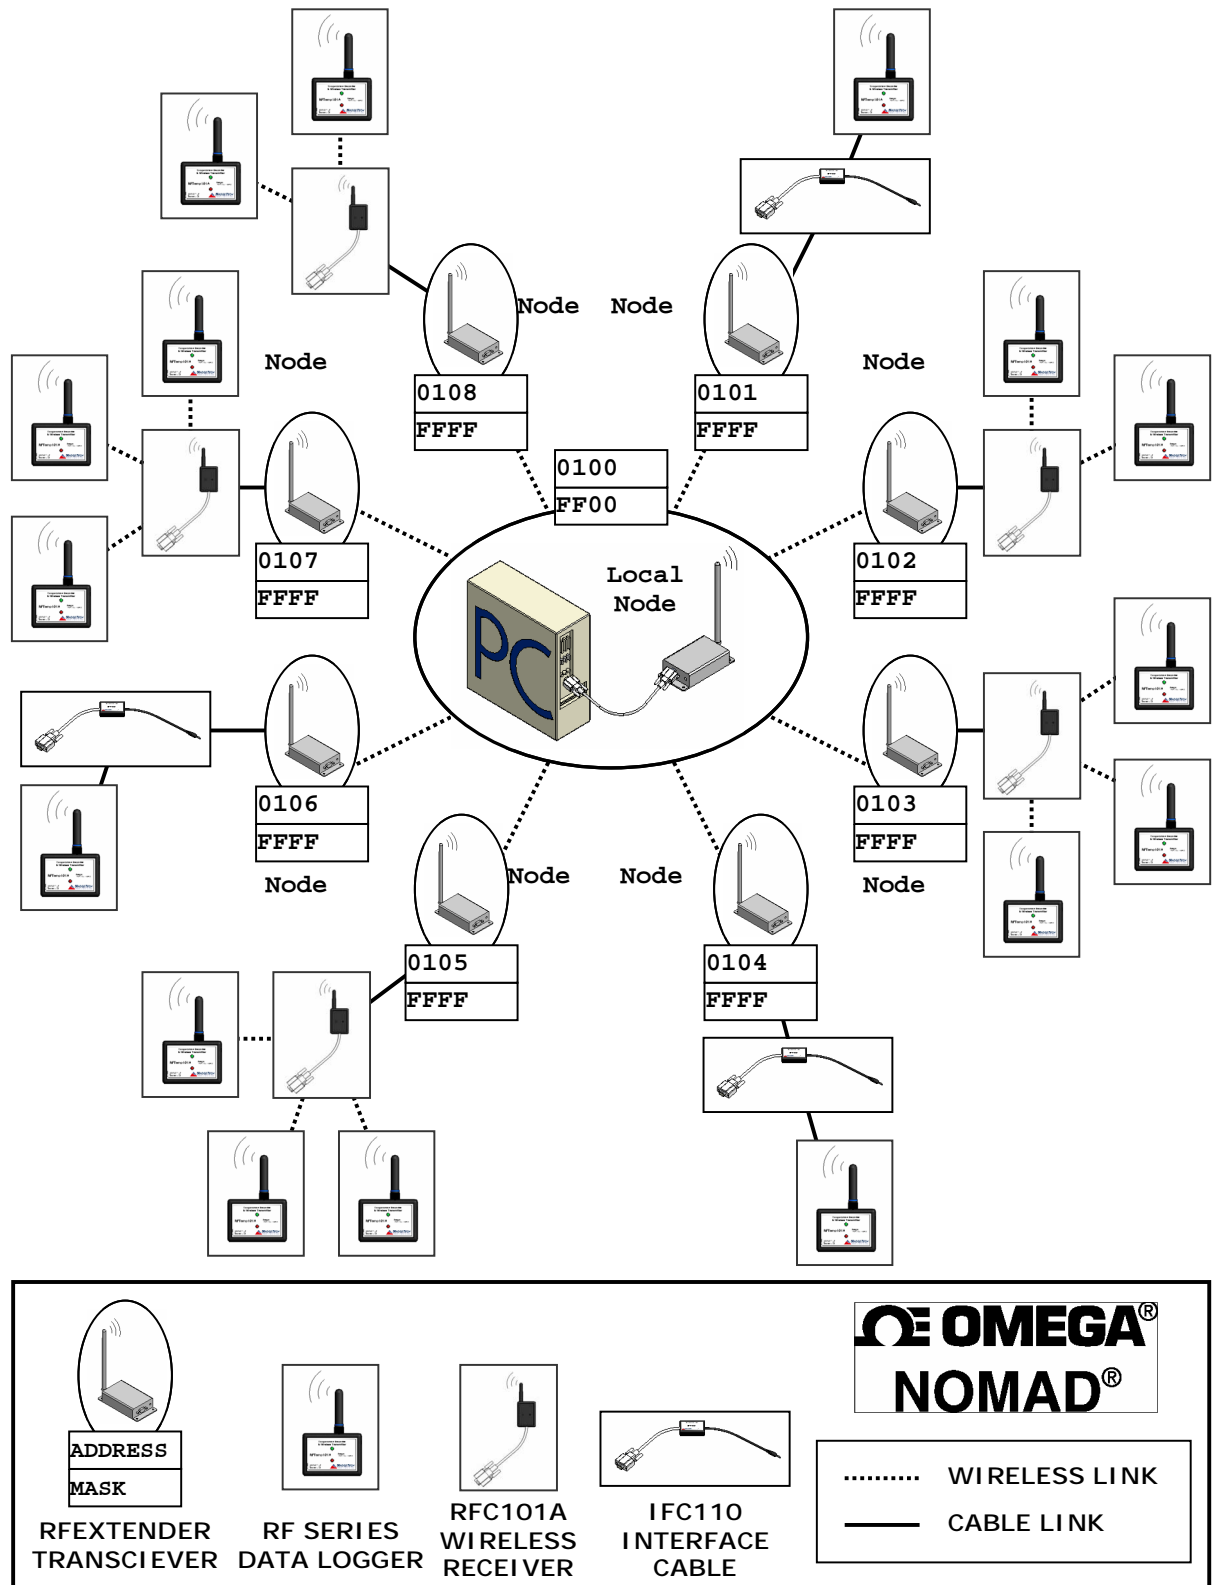 Node Node
Node
Node
0108
FFFF
0101
FFFF
0100
FF00
0107
FFFF
0102
FFFF
Local
Node
PC
0106
FFFF
0103
FFFF
Node
Node Node
Node
0105
FFFF
0104
FFFF
ADDRESS
MASK
RFEXTENDER
TRANSCIEVER
RF SERIES
DATA LOGGER
RFC101A
WIRELESS
RECEIVER
IFC110
INTERFACE
CABLE
OMEGA®
NOMAD®
WIRELESS LINK
CABLE LINK